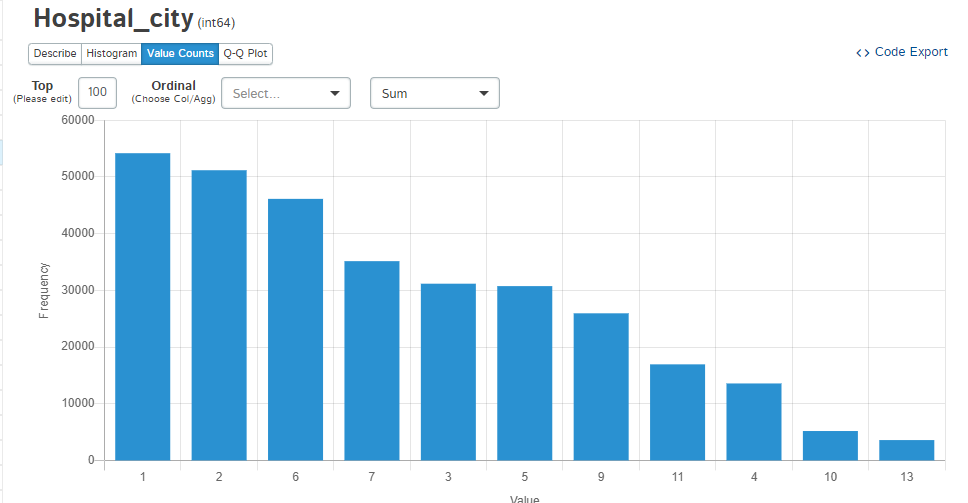 Hospital_city (int64)
Describe Histogram Value Counts Q-Q Plot
<> Code Export
Top Ordinal
(Please edit) 100 (Choose Col/Agg) Select... Sum
60000
50000
40000
30000
20000
10000
0
Frequency
1 2 6 7 3 5 9 11 4 10 13
Value